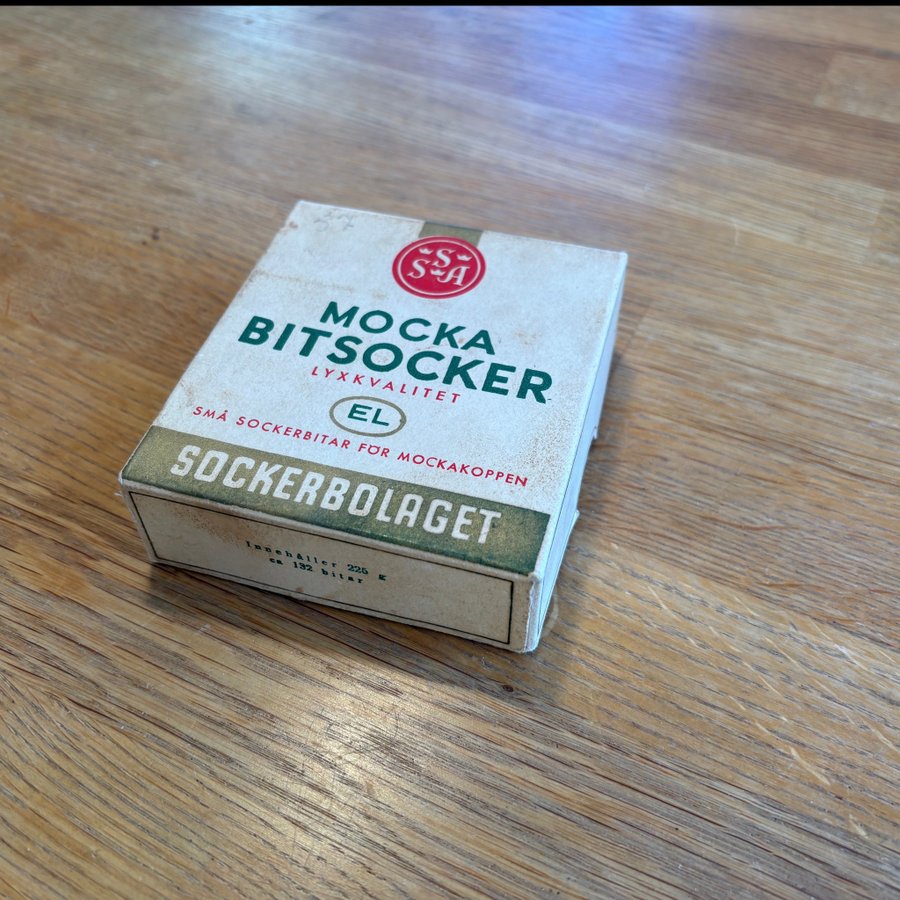 SSA
MOCKA
BITSOCKER
LYXKVALITET
EL
SMÅ SOCKERBITAR FÖR MOCKAKOPPEN
SOCKERBOLAGET
Innehåller 225 g
ca 132 bitar